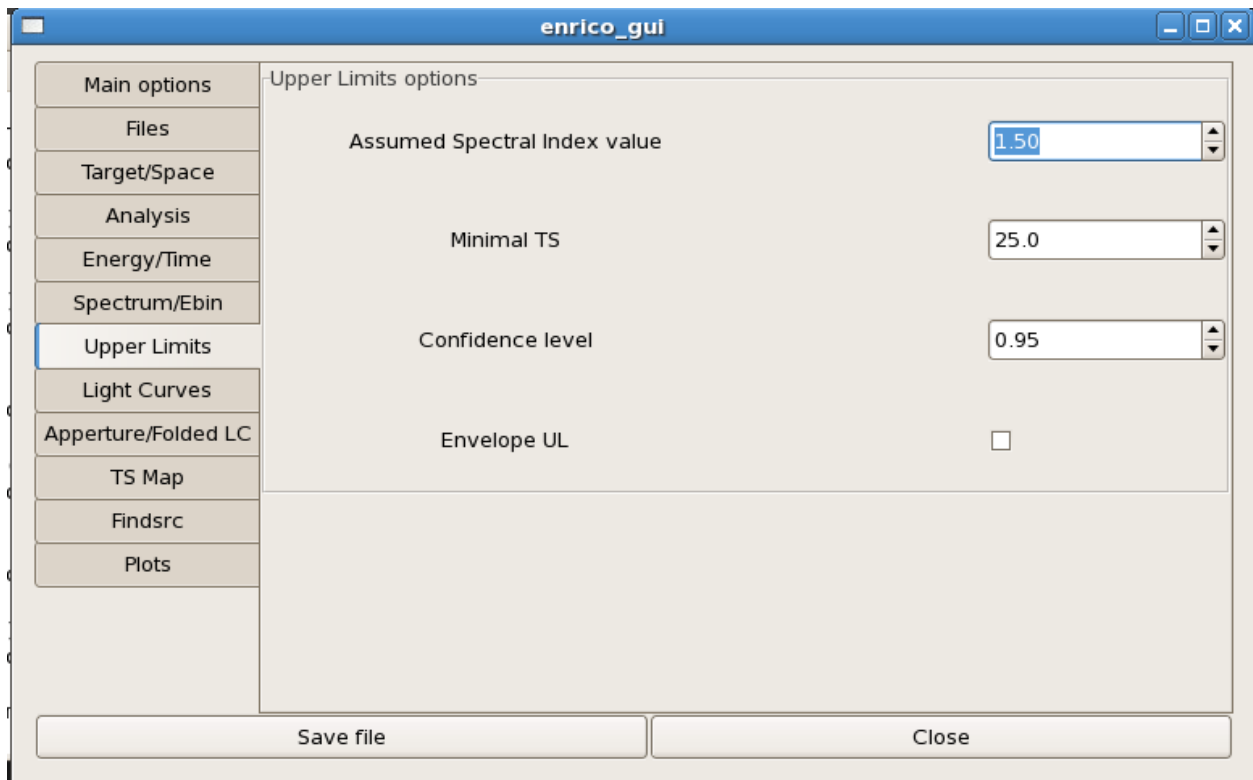 enrico_gui
Main options
Files
Target/Space
Analysis
Energy/Time
Spectrum/Ebin
Upper Limits
Light Curves
Apperture/Folded LC
TS Map
Findsrc
Plots
Upper Limits options
Assumed Spectral Index value 1.50
Minimal TS 25.0
Confidence level 0.95
Envelope UL
Save file Close